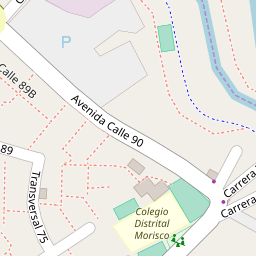 P
Calle 89B
Avenida Calle 90
89
Transversal 75
Colegio
Distrital
Morisco
Carrera
Carrera